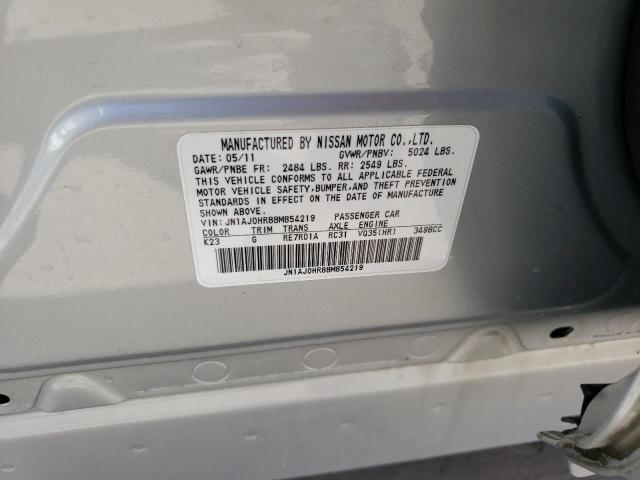 MANUFACTURED BY NISSAN MOTOR CO.,LTD.
DATE: 05/11 GVWR/PNBV: 5024 LBS.
GAWR/PNBE FR: 2484 LBS. RR: 2549 LBS.
THIS VEHICLE CONFORMS TO ALL APPLICABLE FEDERAL
MOTOR VEHICLE SAFETY,BUMPER,AND THEFT PREVENTION
STANDARDS IN EFFECT ON THE DATE OF MANUFACTURE
SHOWN ABOVE.
VIN: JN1AJ0HR8BM854219 PASSENGER CAR
COLOR TRIM TRANS AXLE ENGINE
K23 G RE7R01A RC31 VQ35(HR) 3498CC
JN1AJ0HR8BM854219